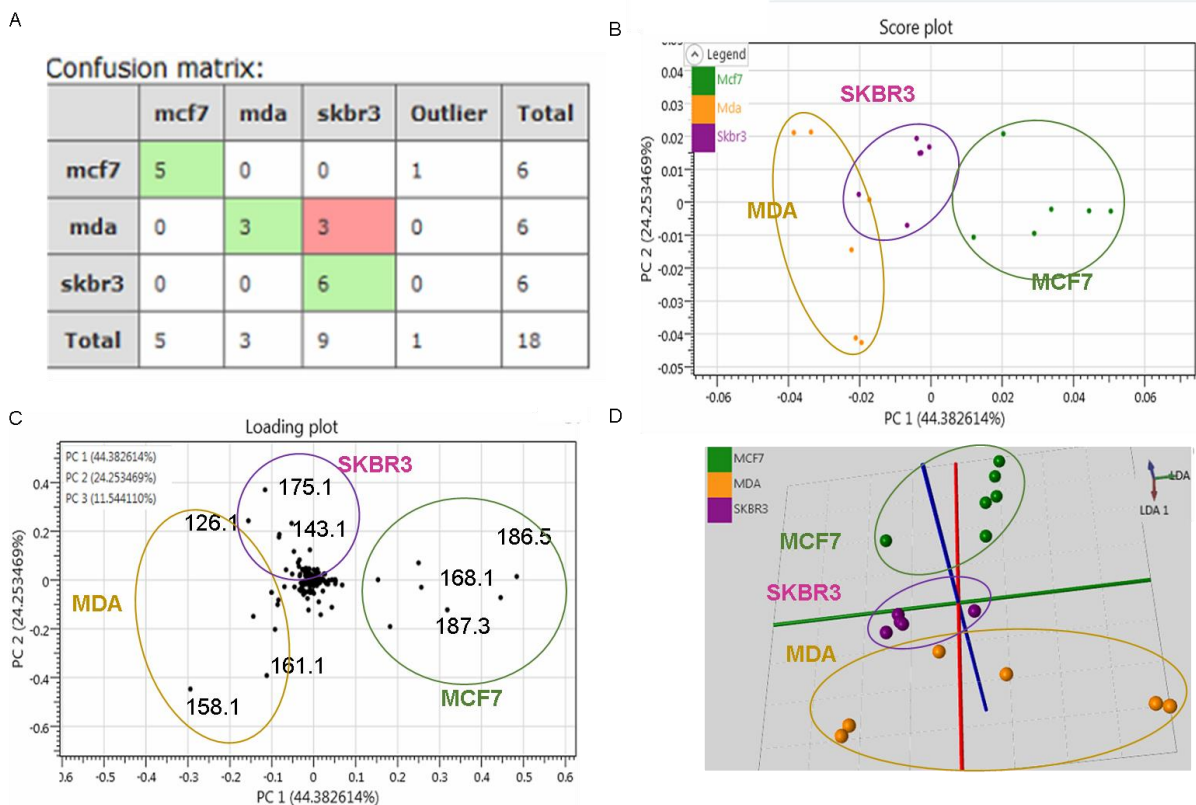 A
Confusion matrix:
mcf7 mda skbr3 Outlier Total
mcf7 5 0 0 1 6
mda 0 3 3 0 6
skbr3 0 0 6 0 6
Total 5 3 9 1 18
B
Score plot
Legend
Mcf7
Mda
Skbr3
SKBR3
MDA
MCF7
PC 2 (24.253469%)
0.04
0.03
0.02
0.01
0
-0.01
-0.02
-0.03
-0.04
-0.05
-0.06 -0.04 -0.02 0 0.02 0.04 0.06
PC 1 (44.382614%)
C
Loading plot
PC 1 (44.382614%)
PC 2 (24.253469%)
PC 3 (11.544110%)
SKBR3
175.1
126.1
143.1
186.5
168.1
187.3
MDA
161.1
158.1
MCF7
PC 2 (24.253469%)
0.4
0.2
0
-0.2
-0.4
-0.6
0.6 -0.5 -0.4 -0.3 -0.2 -0.1 0 0.1 0.2 0.3 0.4 0.5 0.6
PC 1 (44.382614%)
D
MCF7
MDA
SKBR3
LDA
LDA 1
MCF7
SKBR3
MDA